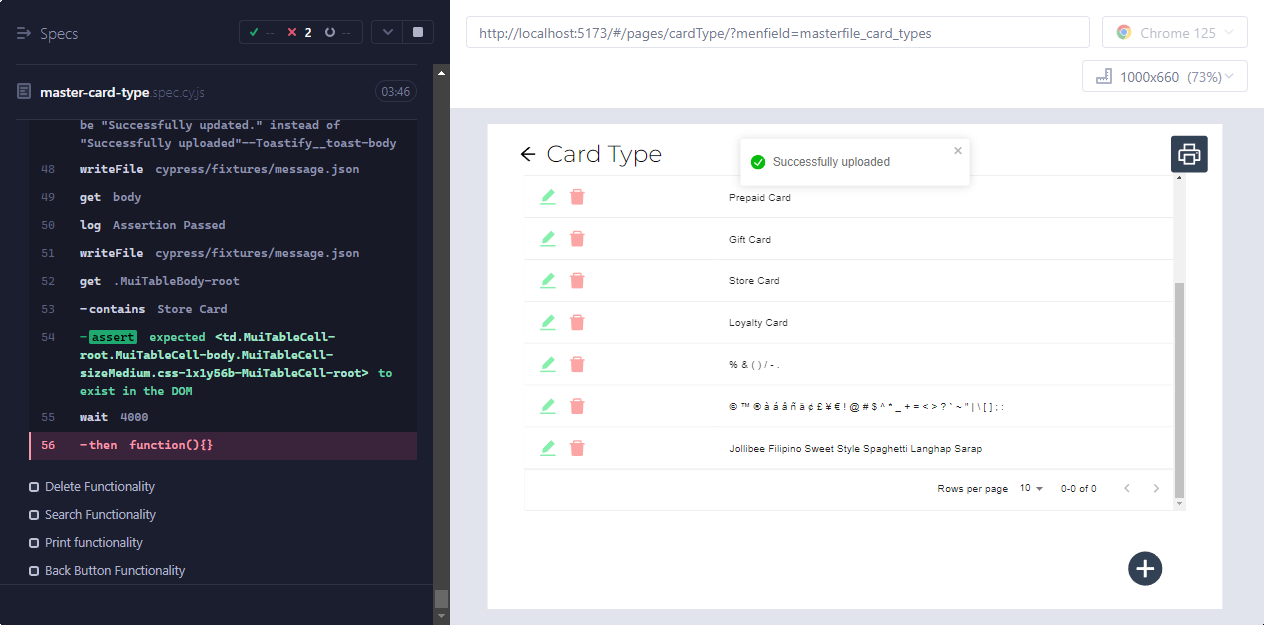 Specs
-- 2 --
master-card-type.spec.cy.js 03:46
be "Successfully updated." instead of
"Successfully uploaded"--Toastify__toast-body
48 writeFile cypress/fixtures/message.json
49 get body
50 log Assertion Passed
51 writeFile cypress/fixtures/message.json
52 get .MuiTableBody-root
53 -contains Store Card
54 -assert expected <td.MuiTableCell-
root.MuiTableCell-body.MuiTableCell-
sizeMedium.css-1x1y56b-MuiTableCell-root> to
exist in the DOM
55 wait 4000
56 -then function(){}
Delete Functionality
Search Functionality
Print functionality
Back Button Functionality
http://localhost:5173/#/pages/cardType/?menfield=masterfile_card_types
Chrome 125
1000x660 (73%)
Card Type
Successfully uploaded ×
Prepaid Card
Gift Card
Store Card
Loyalty Card
% & ( ) / - .
© ™ ® à á â ñ ä ¢ £ ¥ € ! @ # $ ^ * _ + = < > ? ` ~ " | \ [ ] ; :
Jollibee Filipino Sweet Style Spaghetti Langhap Sarap
Rows per page 10 0-0 of 0